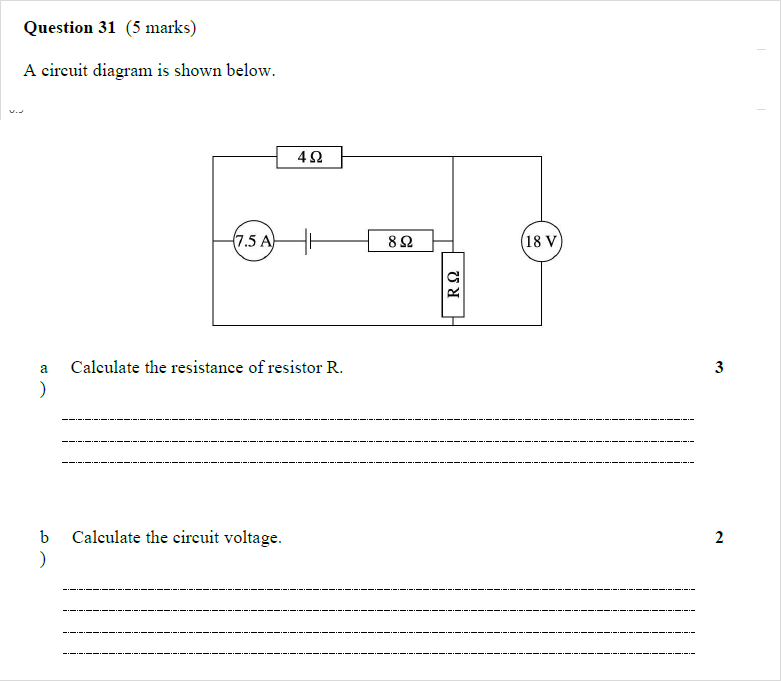 Question 31 (5 marks)
A circuit diagram is shown below.
4 Ω
7.5 A
8 Ω
18 V
R Ω
a Calculate the resistance of resistor R. 3
)
b Calculate the circuit voltage. 2
)